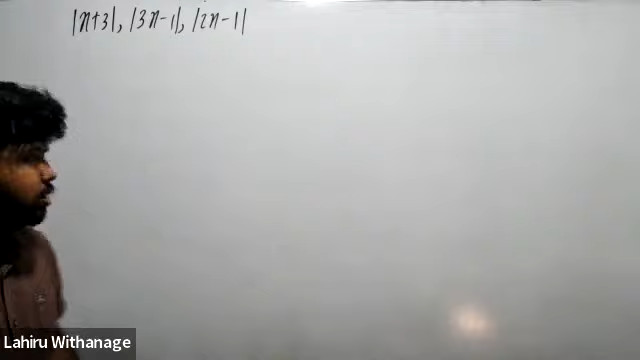 |x+3|, |3x-1|, |2x-1|
Lahiru Withanage